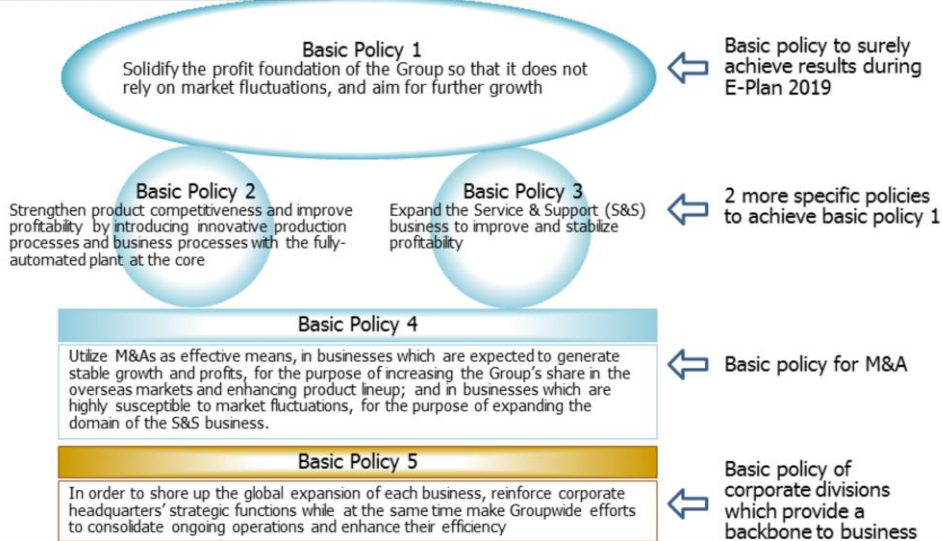 Basic Policy 1
Solidify the profit foundation of the Group so that it does not
rely on market fluctuations, and aim for further growth
Basic policy to surely
achieve results during
E-Plan 2019
Basic Policy 2
Strengthen product competitiveness and improve
profitability by introducing innovative production
processes and business processes with the fully-
automated plant at the core
Basic Policy 3
Expand the Service & Support (S&S)
business to improve and stabilize
profitability
2 more specific policies
to achieve basic policy 1
Basic Policy 4
Utilize M&As as effective means, in businesses which are expected to generate
stable growth and profits, for the purpose of increasing the Group's share in the
overseas markets and enhancing product lineup; and in businesses which are
highly susceptible to market fluctuations, for the purpose of expanding the
domain of the S&S business.
Basic policy for M&A
Basic Policy 5
In order to shore up the global expansion of each business, reinforce corporate
headquarters' strategic functions while at the same time make Groupwide efforts
to consolidate ongoing operations and enhance their efficiency
Basic policy of
corporate divisions
which provide a
backbone to business